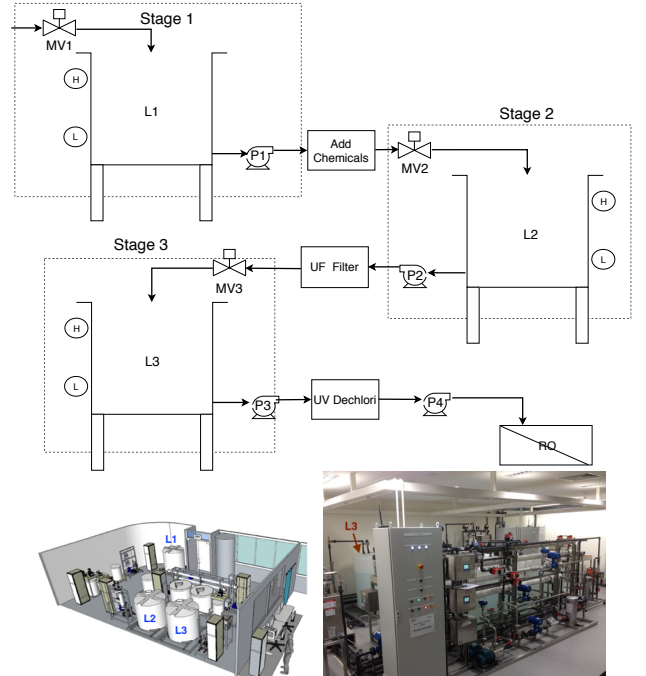 Stage 1
MV1
H
L1
L
P1
Add
Chemicals
Stage 2
MV2
H
L2
L
Stage 3
MV3
UF Filter
P2
H
L3
L
P3
UV Dechlori
P4
RO
L1
L2
L3
L3